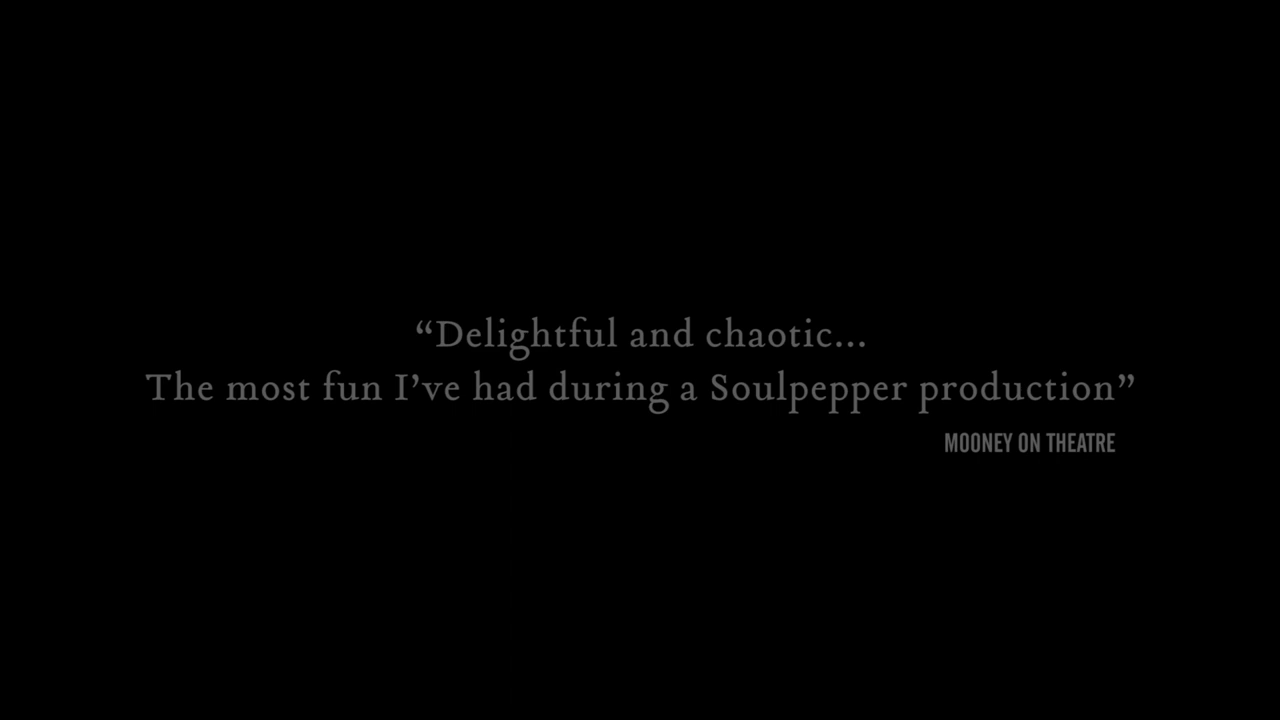 “Delightful and chaotic...
The most fun I’ve had during a Soulpepper production”
MOONEY ON THEATRE